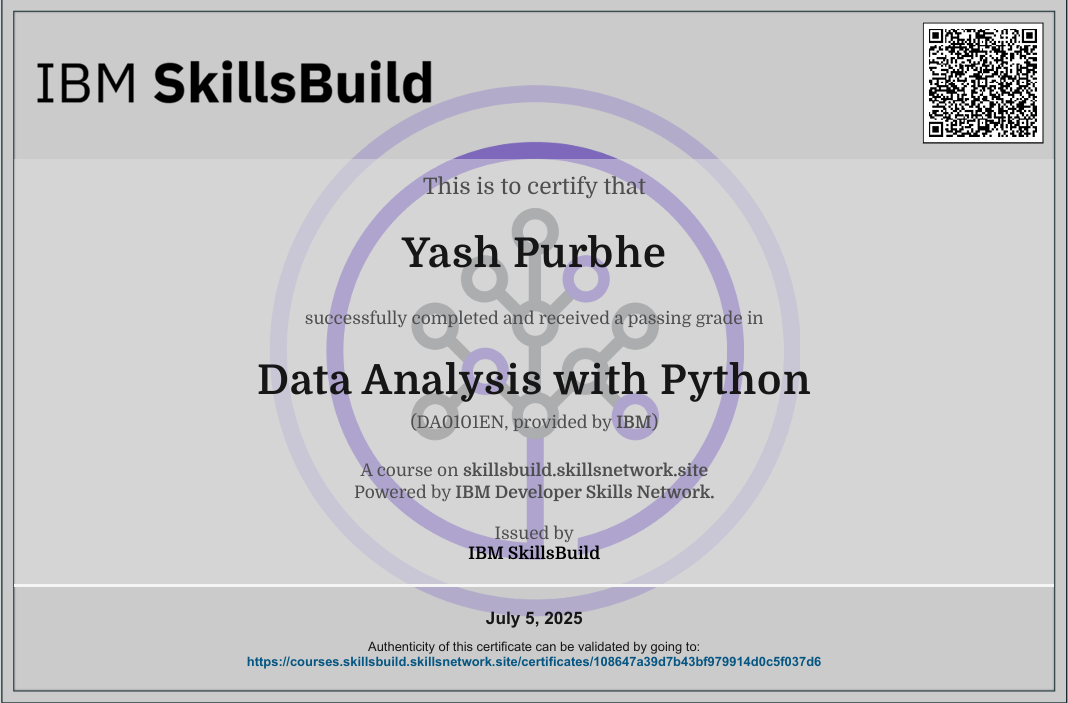 IBM SkillsBuild
This is to certify that
Yash Purbhe
successfully completed and received a passing grade in
Data Analysis with Python
(DA0101EN, provided by IBM)
A course on skillsbuild.skillsnetwork.site
Powered by IBM Developer Skills Network.
Issued by
IBM SkillsBuild
July 5, 2025
Authenticity of this certificate can be validated by going to:
https://courses.skillsbuild.skillsnetwork.site/certificates/108647a39d7b43bf979914d0c5f037d6